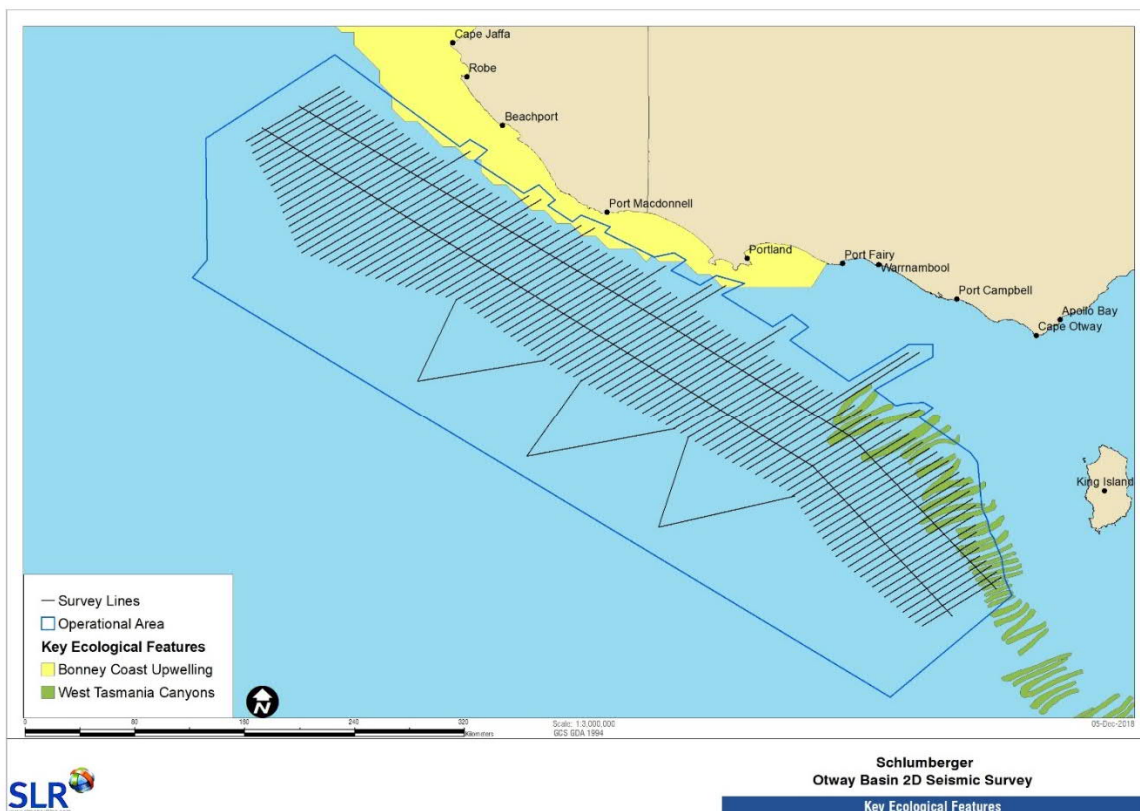 Cape Jaffa
Robe
Beachport
Port Macdonnell
Portland
Port Fairy
Warrnambool
Port Campbell
Apollo Bay
Cape Otway
King Island
Survey Lines
Operational Area
Key Ecological Features
Bonney Coast Upwelling
West Tasmania Canyons
N
0 80 160 240 320
Kilometers
Scale: 1:3,000,000
GCS GDA 1994
05-Dec-2018
SLR
Schlumberger
Otway Basin 2D Seismic Survey
Key Ecological Features